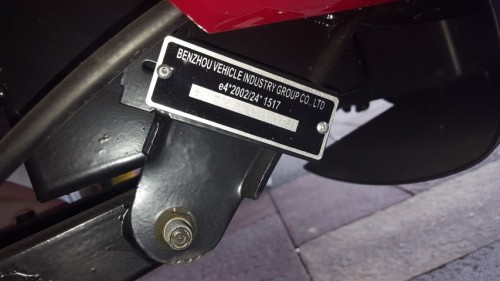 BENZHOU VEHICLE INDUSTRY GROUP CO., LTD
e4*2002/24*1517